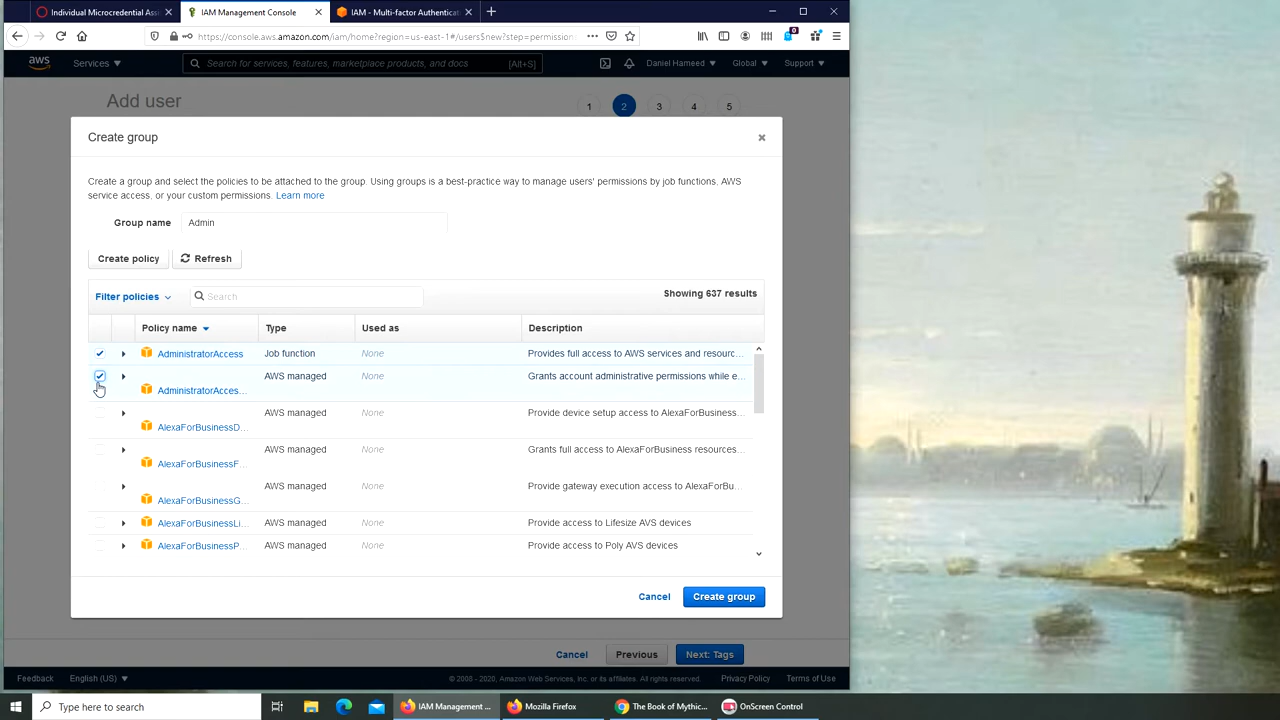 Individual Microcredential Ass
IAM Management Console
IAM - Multi-factor Authenticat
https://console.aws.amazon.com/iam/home?region=us-east-1#/users$new?step=permission
0
aws
Services
Search for services, features, marketplace products, and docs
[Alt+S]
Daniel Hameed
Global
Support
Add user
1
2
3
4
5
Create group
Create a group and select the policies to be attached to the group. Using groups is a best-practice way to manage users' permissions by job functions, AWS
service access, or your custom permissions. Learn more
Group name
Admin
Create policy
Refresh
Filter policies
Search
Showing 637 results
Policy name
Type
Used as
Description
AdministratorAccess
Job function
None
Provides full access to AWS services and resourc...
AWS managed
None
Grants account administrative permissions while e...
AdministratorAcces...
AWS managed
None
Provide device setup access to AlexaForBusiness...
AlexaForBusinessD...
AWS managed
None
Grants full access to AlexaForBusiness resources...
AlexaForBusinessF...
AWS managed
None
Provide gateway execution access to AlexaForBu...
AlexaForBusinessG...
AlexaForBusinessLi...
AWS managed
None
Provide access to Lifesize AVS devices
AlexaForBusinessP...
AWS managed
None
Provide access to Poly AVS devices
Cancel
Create group
Cancel
Previous
Next: Tags
Feedback
English (US)
© 2008 - 2020, Amazon Web Services, Inc. or its affiliates. All rights reserved.
Privacy Policy
Terms of Use
Type here to search
IAM Management ...
Mozilla Firefox
The Book of Mythic...
OnScreen Control